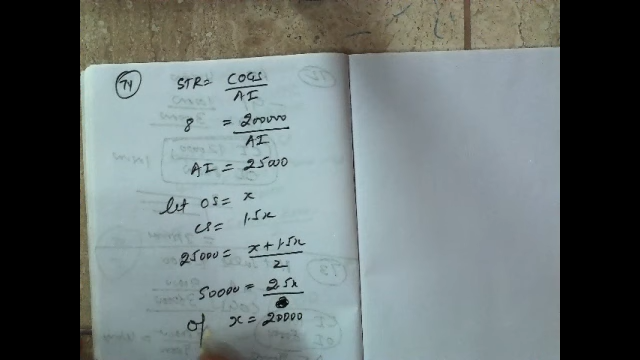 74
STR = COGS / AI
8 = 200000 / AI
AI = 25000
let OS = x
CS = 1.5x
25000 = x + 1.5x / 2
50000 = 2.5x
x = 20000